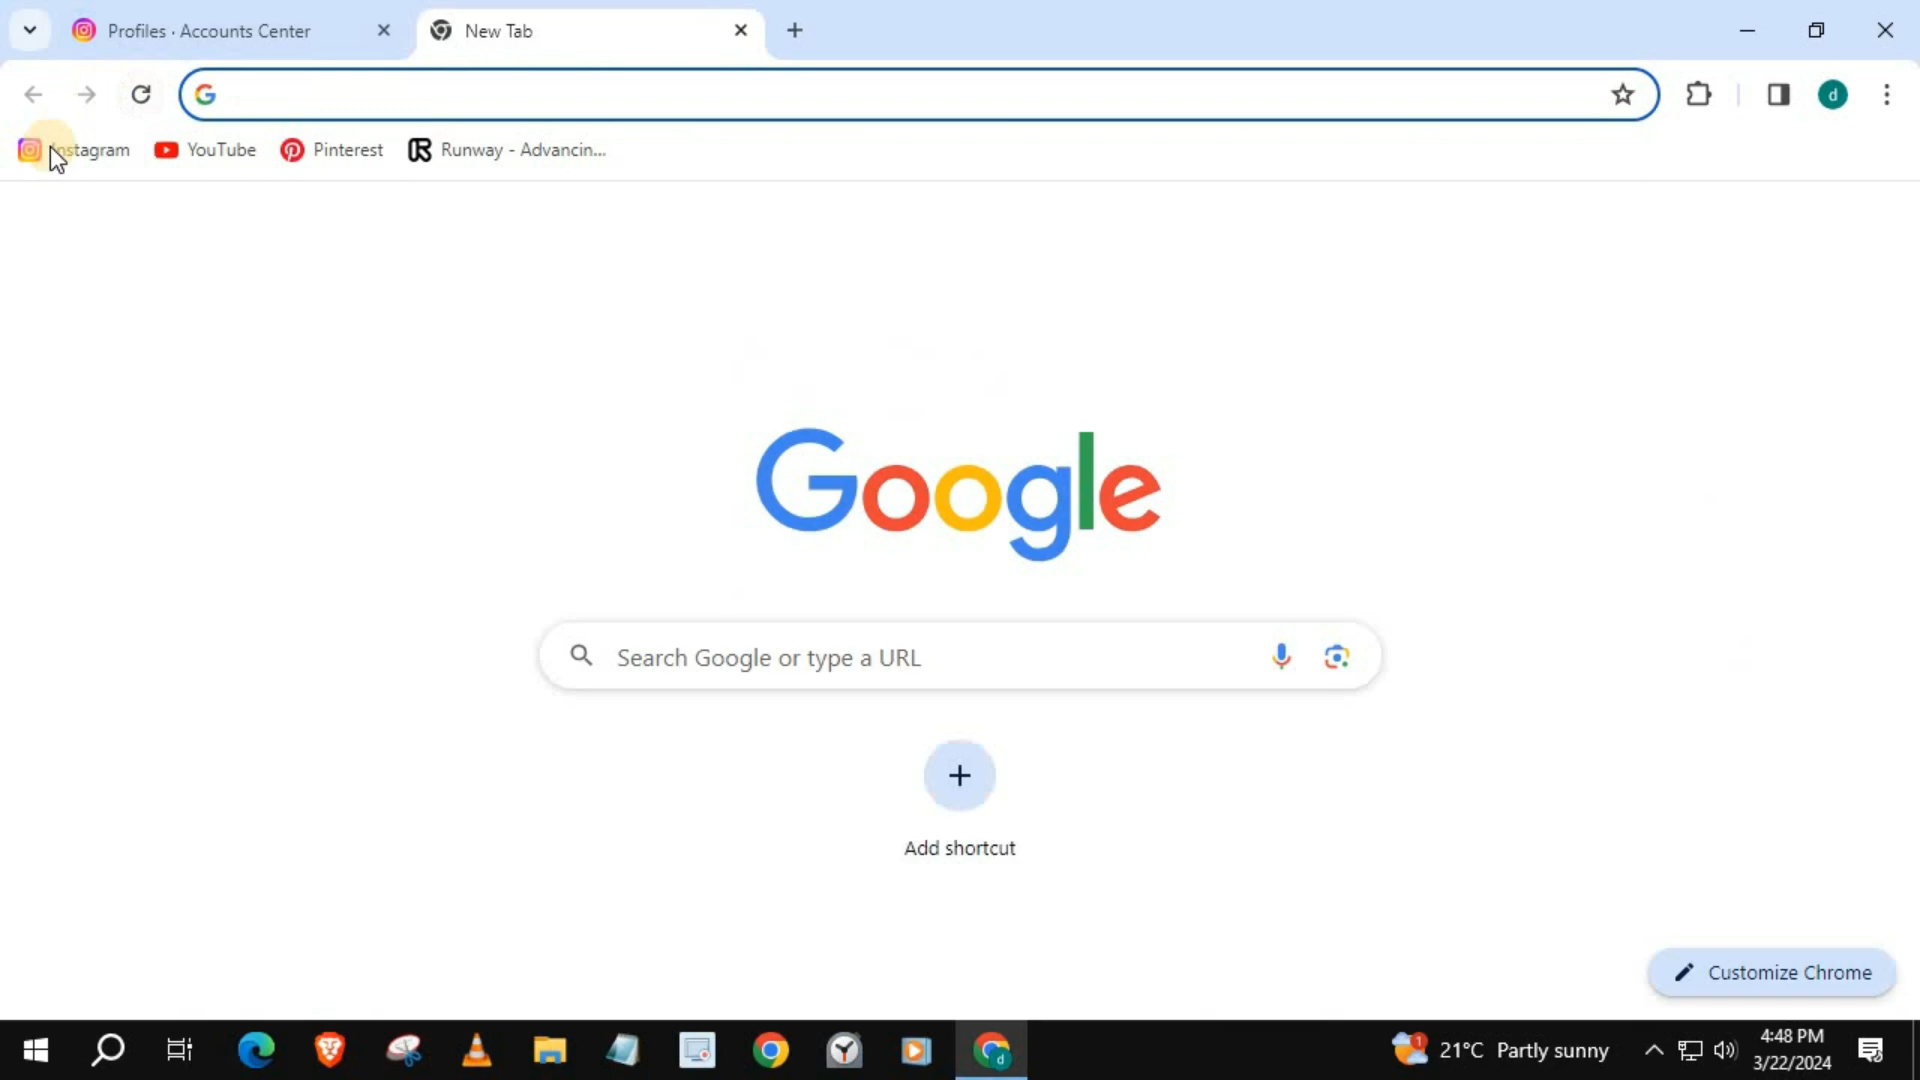 Profiles · Accounts Center
New Tab
d
Instagram
YouTube
Pinterest
Runway - Advancin...
Google
Search Google or type a URL
Add shortcut
Customize Chrome
d
1
21°C Partly sunny
4:48 PM
3/22/2024